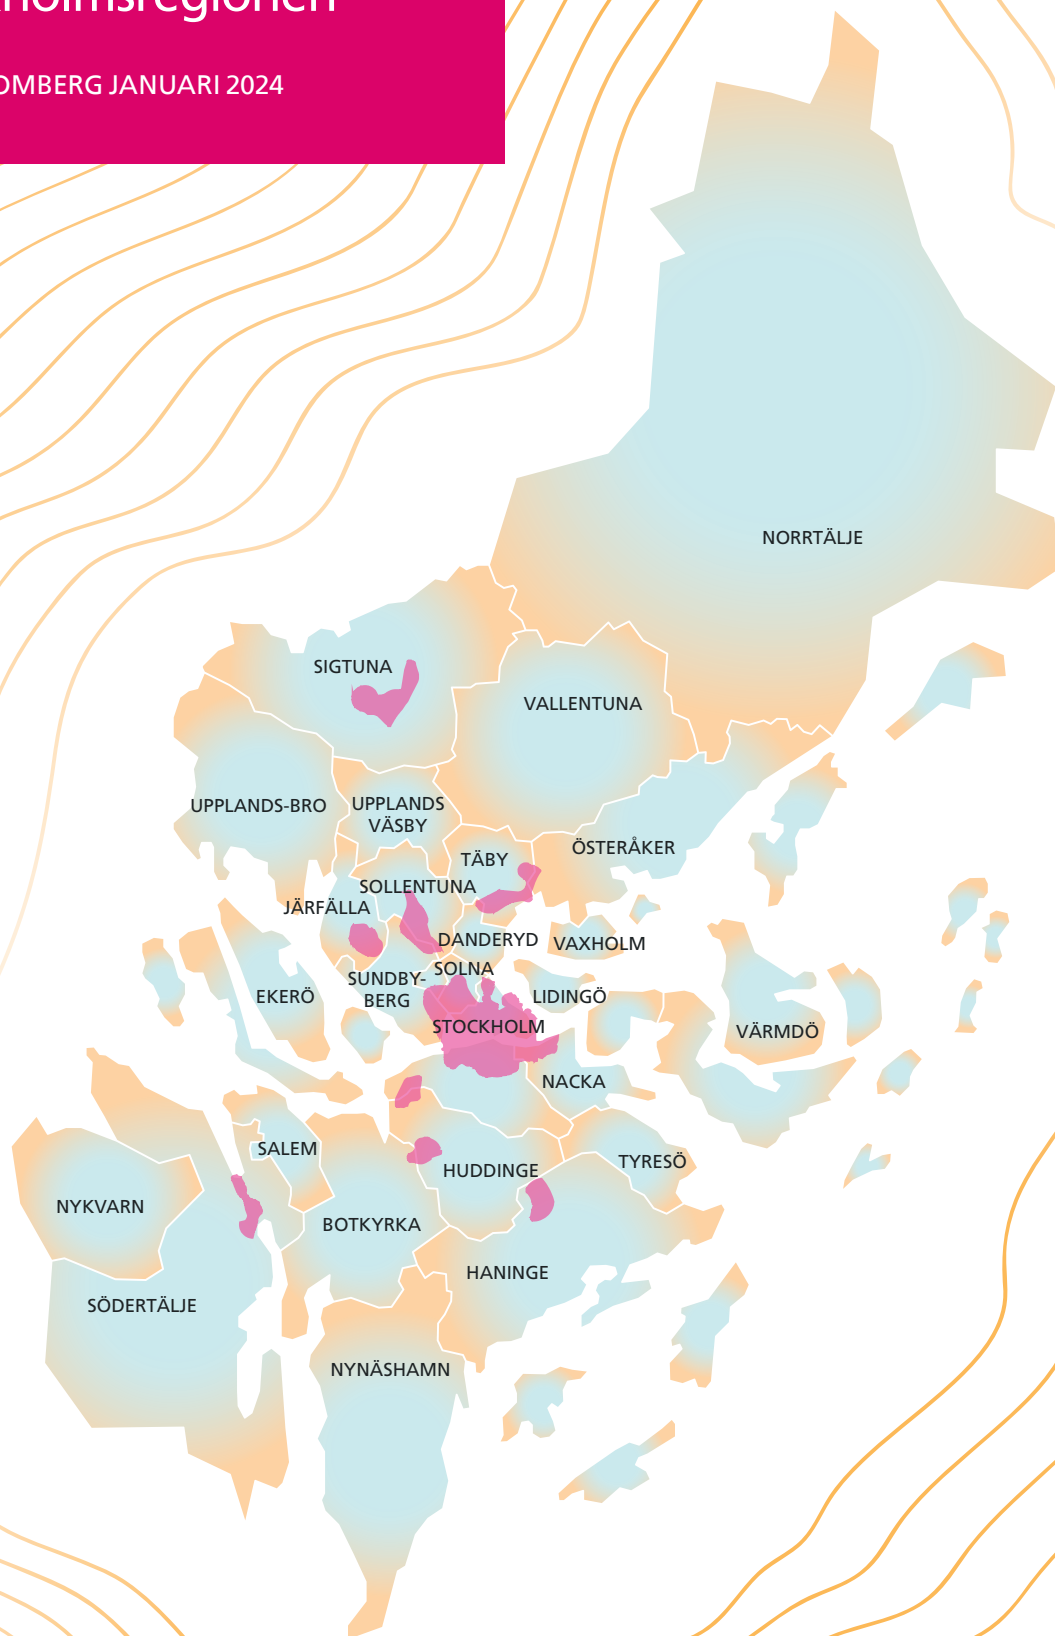 holmsregionen
OMBERG JANUARI 2024
NORRTÄLJE
SIGTUNA
VALLENTUNA
UPPLANDS-BRO
UPPLANDS
VÄSBY
ÖSTERÅKER
TÄBY
SOLLENTUNA
JÄRFÄLLA
DANDERYD
VAXHOLM
SOLNA
SUNDBY-
BERG
EKERÖ
LIDINGÖ
STOCKHOLM
VÄRMDÖ
NACKA
SALEM
HUDDINGE
TYRESÖ
NYKVARN
BOTKYRKA
HANINGE
SÖDERTÄLJE
NYNÄSHAMN